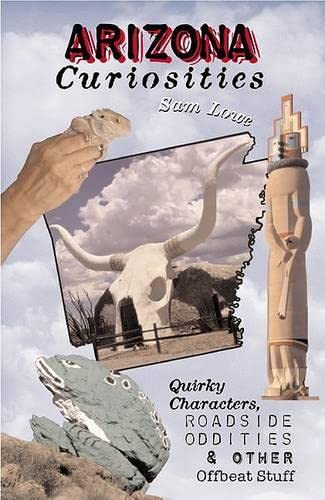 ARIZONA
Curiosities
Sam Lowe
Quirky
Characters,
ROADSIDE
ODDITIES
& OTHER
Offbeat Stuff